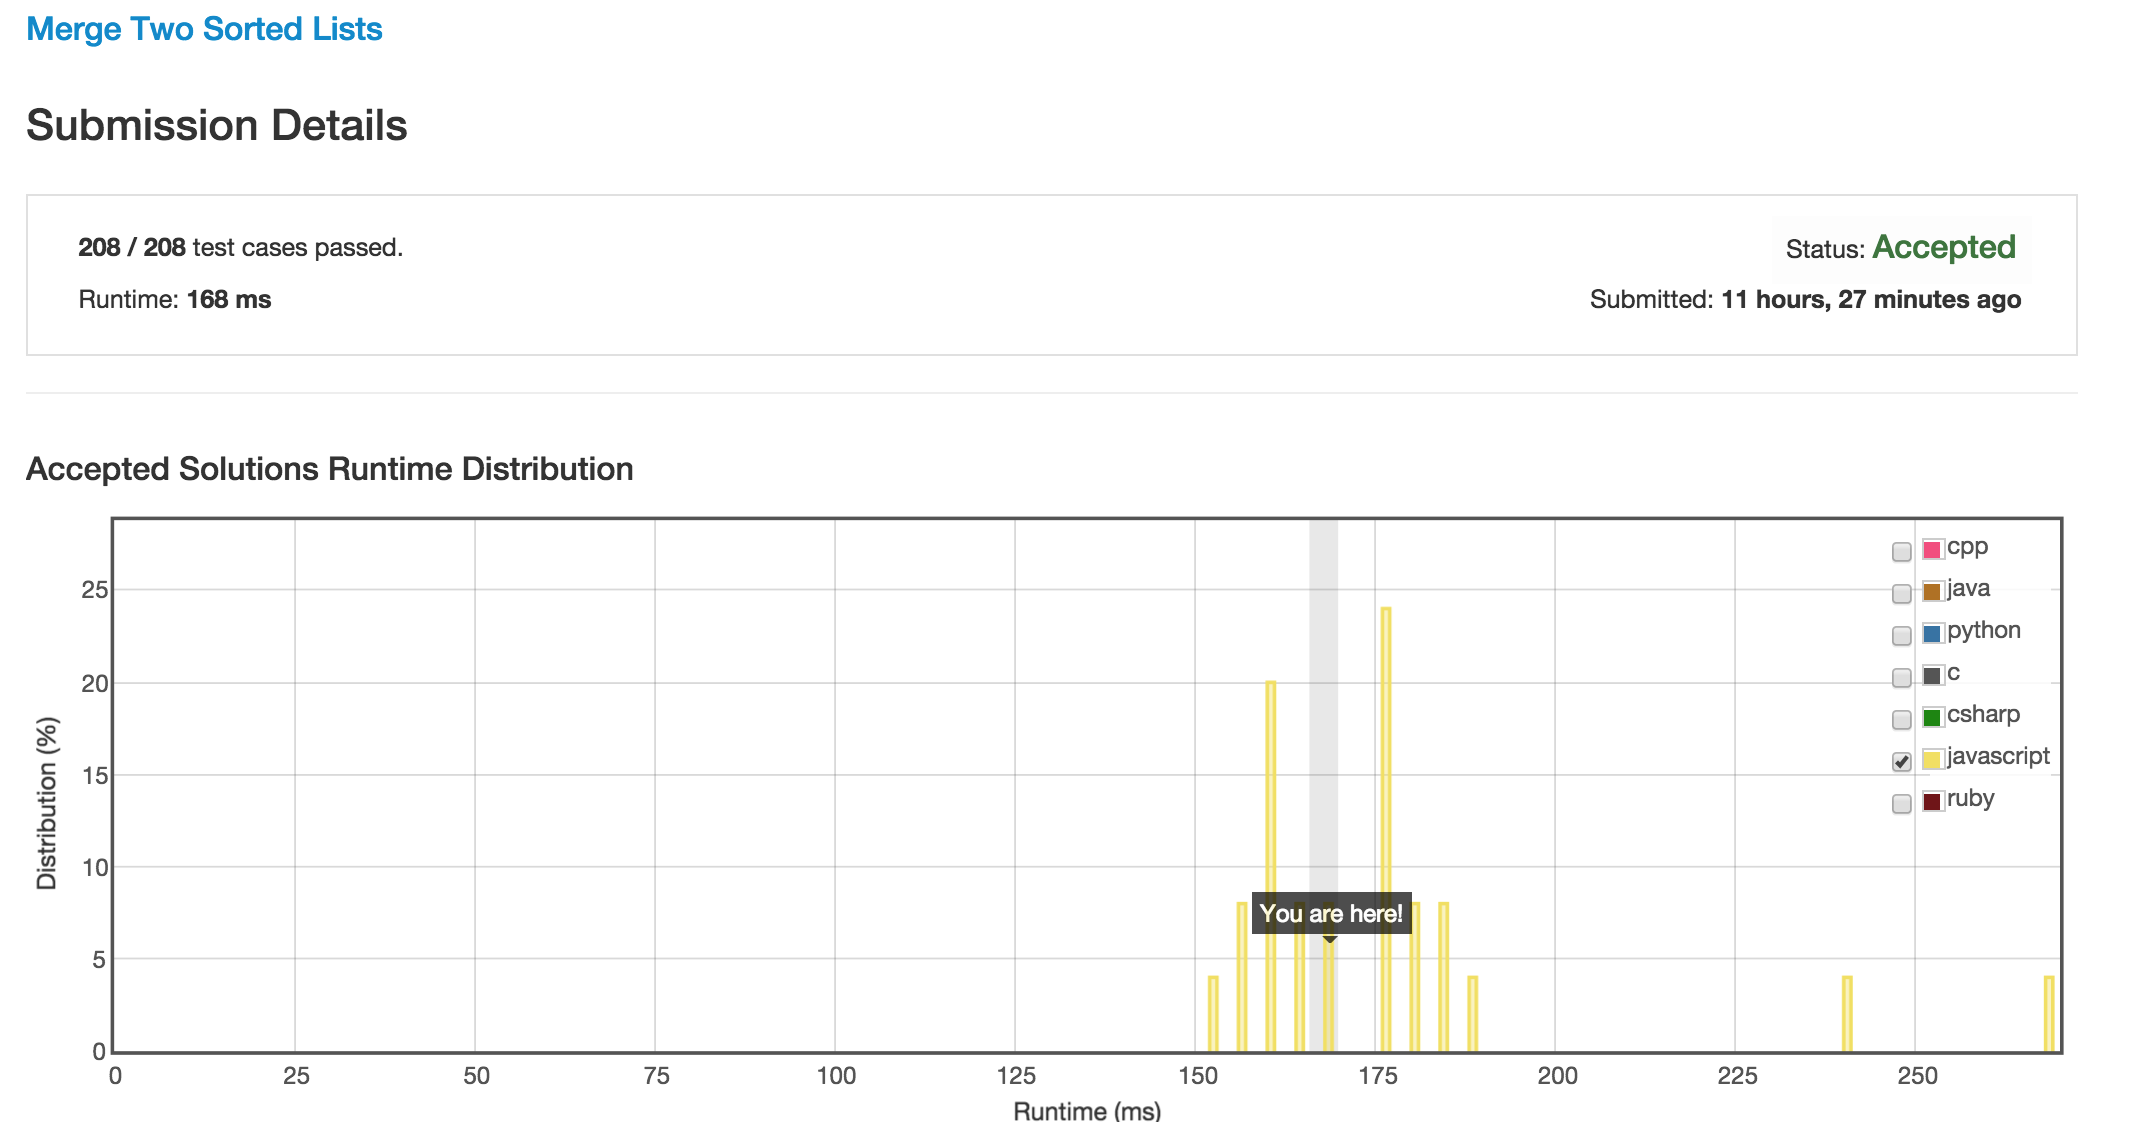 Merge Two Sorted Lists
Submission Details
208 / 208 test cases passed.
Status: Accepted
Runtime: 168 ms
Submitted: 11 hours, 27 minutes ago
Accepted Solutions Runtime Distribution
cpp
java
python
c
csharp
javascript
ruby
25
20
15
10
5
0
Distribution (%)
You are here!
0 25 50 75 100 125 150 175 200 225 250
Runtime (ms)